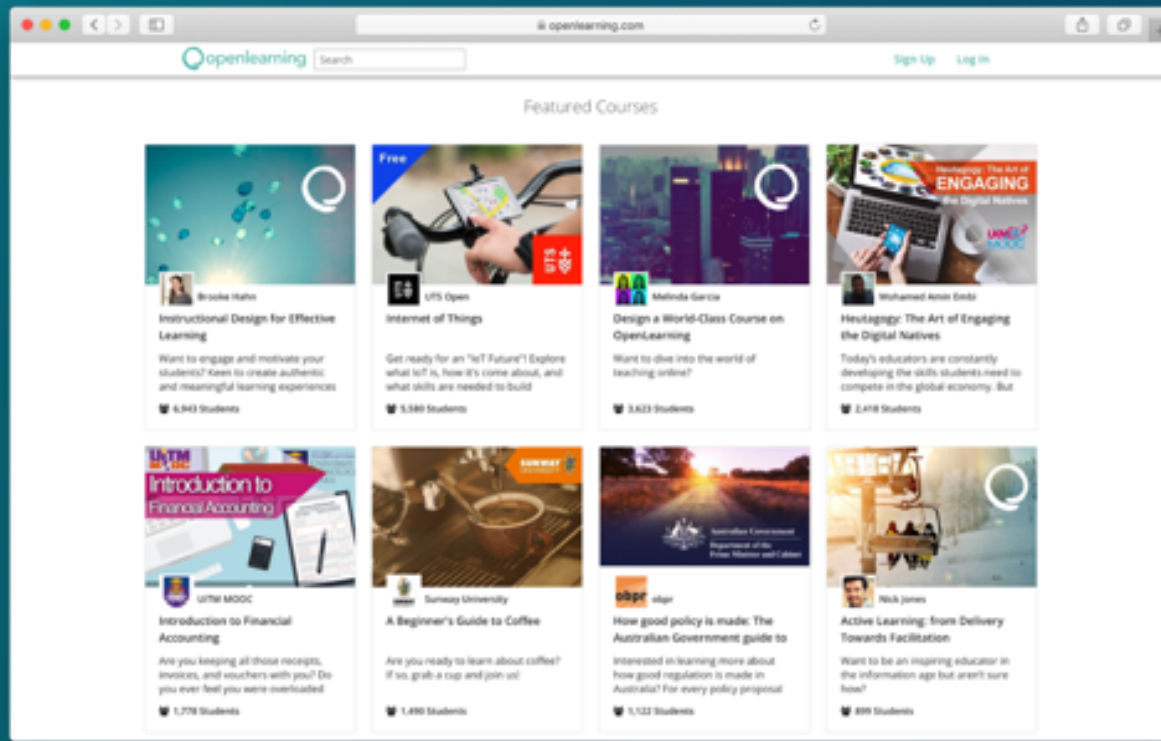 openlearning.com
openlearning
Search
Sign Up
Log In
Featured Courses
Brooke Hahn
Instructional Design for Effective
Learning
Want to engage and motivate your
students? Keen to create authentic
and meaningful learning experiences
6,943 Students
Free
UTS
UTS Open
Internet of Things
Get ready for an "IoT Future"! Explore
what IoT is, how it's come about, and
what skills are needed to build
5,580 Students
Melinda Garcia
Design a World-Class Course on
OpenLearning
Want to dive into the world of
teaching online?
3,623 Students
Heutagogy: The Art of
ENGAGING
the Digital Natives
MOOC
Mohamed Amin Embi
Heutagogy: The Art of Engaging
the Digital Natives
Today's educators are constantly
developing the skills students need to
compete in the global economy. But
2,418 Students
UiTM
MOOC
Introduction to
Financial Accounting
UiTM MOOC
Introduction to Financial
Accounting
Are you keeping all those receipts,
invoices, and vouchers with you? Do
you ever feel you were overloaded
1,778 Students
SUNWAY
UNIVERSITY
Sunway University
A Beginner's Guide to Coffee
Are you ready to learn about coffee?
If so, grab a cup and join us!
1,490 Students
Australian Government
Department of the
Prime Minister and Cabinet
obpr
obpr
How good policy is made: The
Australian Government guide to
Interested in learning more about
how good regulation is made in
Australia? For every policy proposal
1,122 Students
Nick Jones
Active Learning: from Delivery
Towards Facilitation
Want to be an inspiring educator in
the information age but aren't sure
how?
899 Students